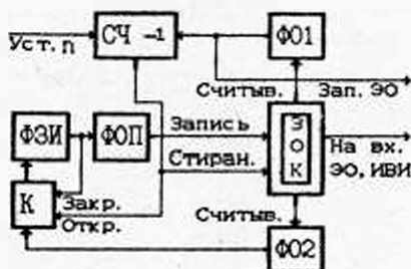 СЧ -1
ФО1
Уст.п
Считыв. Зап. ЭО
ФЗИ
ФОП
Запись
З
О
К
На вх.
ЭО,ИВИ
Стиран.
К
Закр.
Откр.
Считыв.
ФО2